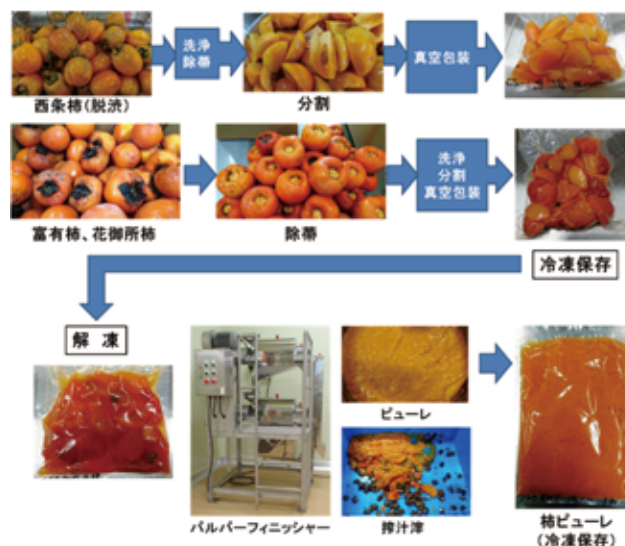 洗浄
除蔕
真空包装
西条柿(脱渋)
分割
洗浄
分割
真空包装
富有柿、花御所柿
除蔕
冷凍保存
解凍
ピューレ
パルパーフィニッシャー
搾汁滓
柿ピューレ
(冷凍保存)